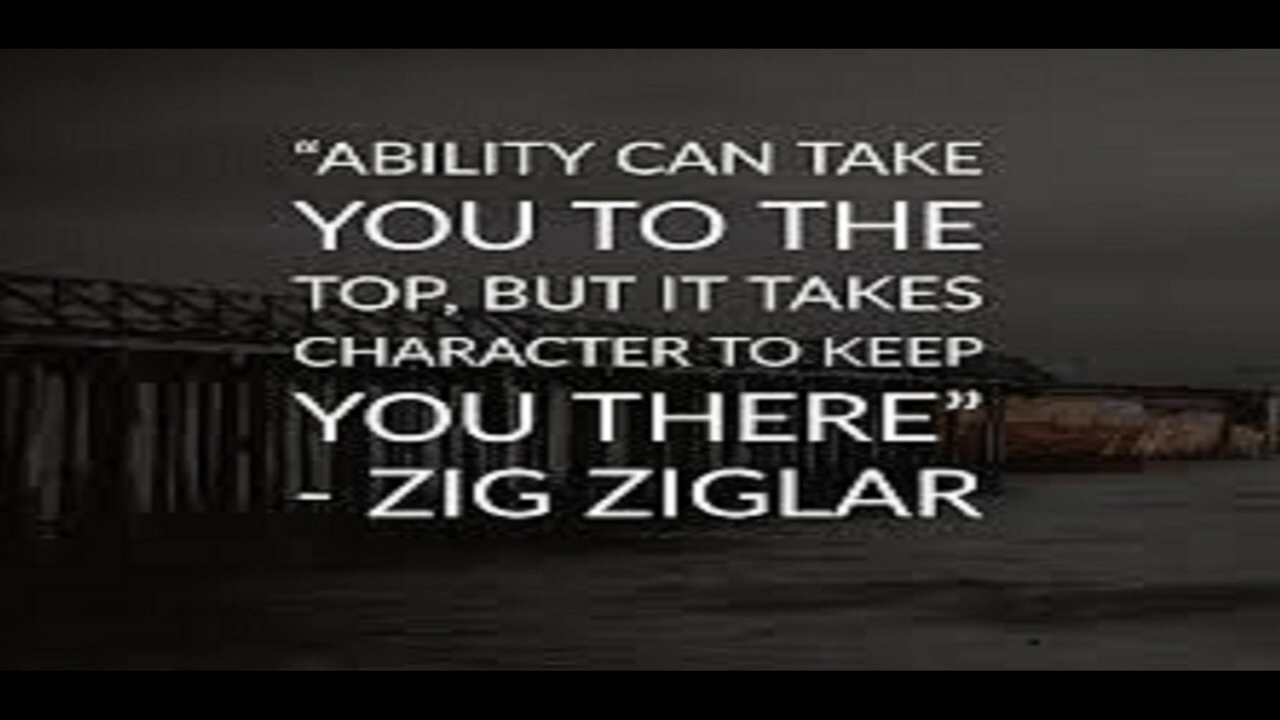 “ABILITY CAN TAKE
YOU TO THE
TOP, BUT IT TAKES
CHARACTER TO KEEP
YOU THERE”
- ZIG ZIGLAR